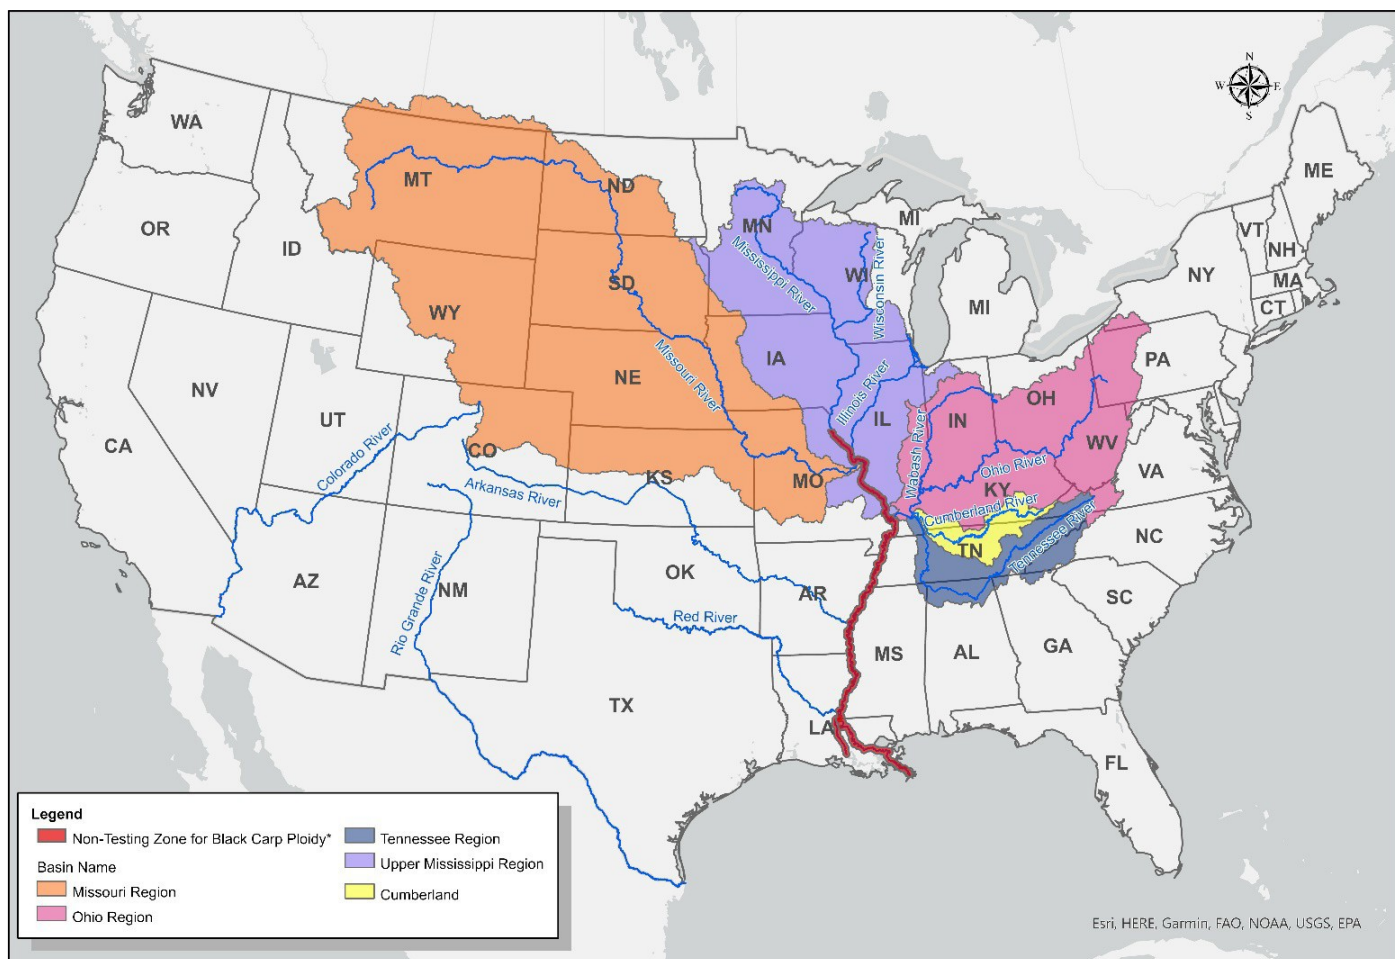 N
W
E
S
WA
MT
ND
ME
OR
ID
MN
MI
VT
NH
NY
MA
CT
WY
SD
WI
MI
Mississippi River
Wisconsin River
NV
UT
NE
IA
Missouri River
Illinois River
IL
IN
OH
PA
CA
Colorado River
CO
KS
MO
Wabash River
Ohio River
WV
VA
KY
Arkansas River
Cumberland River
TN
Tennessee River
NC
AZ
NM
Rio Grande River
OK
AR
SC
Red River
MS
AL
GA
TX
LA
FL
Legend
Non-Testing Zone for Black Carp Ploidy*
Basin Name
Missouri Region
Ohio Region
Tennessee Region
Upper Mississippi Region
Cumberland
Esri, HERE, Garmin, FAO, NOAA, USGS, EPA